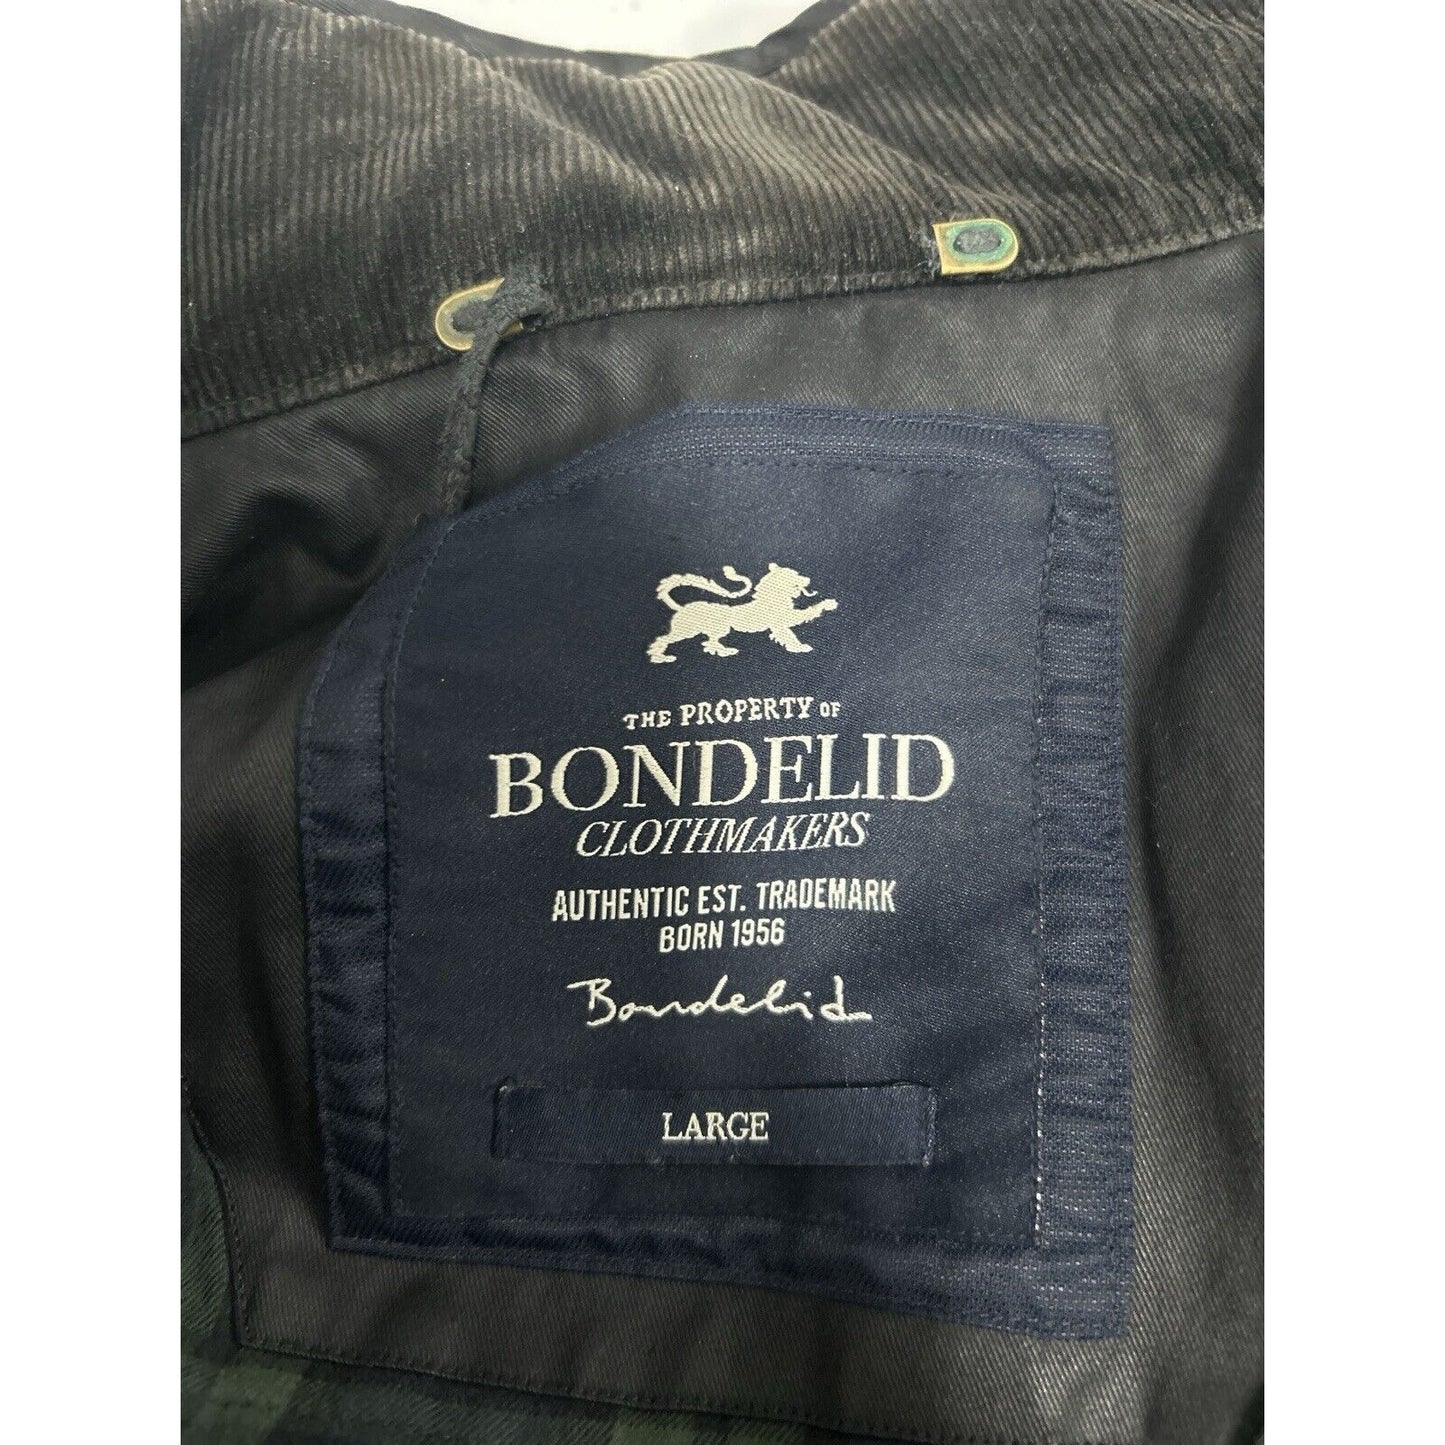 THE PROPERTY OF
BONDELID
CLOTHMAKERS
AUTHENTIC EST. TRADEMARK
BORN 1956
Bondelid
LARGE